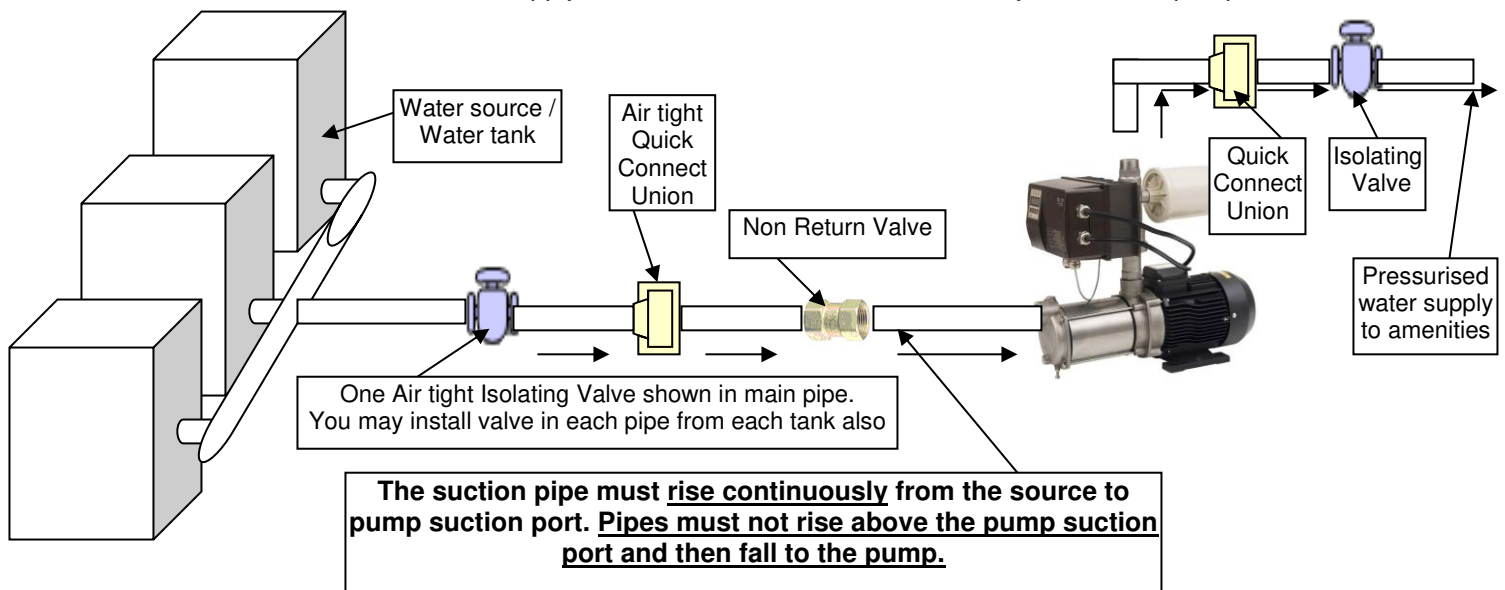 Water source /
Water tank
Air tight
Quick
Connect
Union
Non Return Valve
Quick
Connect
Union
Isolating
Valve
Pressurised
water supply
to amenities
One Air tight Isolating Valve shown in main pipe.
You may install valve in each pipe from each tank also
The suction pipe must rise continuously from the source to
pump suction port. Pipes must not rise above the pump suction
port and then fall to the pump.